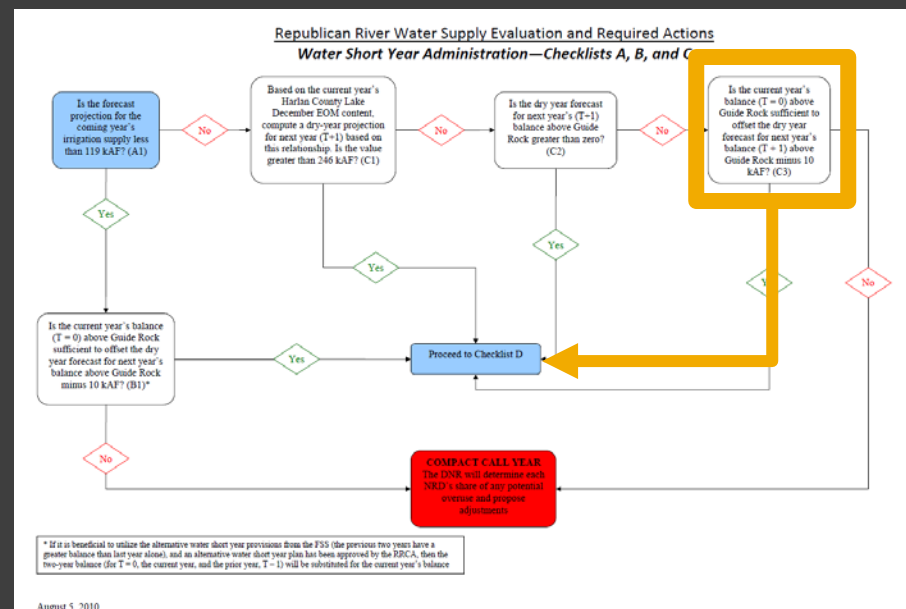 Republican River Water Supply Evaluation and Required Actions
Water Short Year Administration—Checklists A, B, and C
Is the forecast
projection for the
coming year's
irrigation supply less
than 119 kAF? (A1)
No
Based on the current year's
Harlan County Lake
December EOM content,
compute a dry-year projection
for next year (T+1) based on
this relationship. Is the value
greater than 246 kAF? (C1)
No
Is the dry year forecast
for next year's (T+1)
balance above Guide
Rock greater than zero?
(C2)
No
Is the current year's
balance (T = 0) above
Guide Rock sufficient to
offset the dry year
forecast for next year's
balance (T + 1) above
Guide Rock minus 10
kAF? (C3)
Yes
Yes
Yes
No
Is the current year's balance
(T = 0) above Guide Rock
sufficient to offset the dry
year forecast for next year's
balance above Guide Rock
minus 10 kAF? (B1)*
Yes
Proceed to Checklist D
No
COMPACT CALL YEAR
The DNR will determine each
NRD's share of any potential
overuse and propose
adjustments
* If it is beneficial to utilize the alternative water short year provisions from the FSS (the previous two years have a
greater balance than last year alone), and an alternative water short year plan has been approved by the RRCA, then the
two-year balance (for T = 0, the current year, and the prior year, T – 1) will be substituted for the current year's balance
August 5, 2010